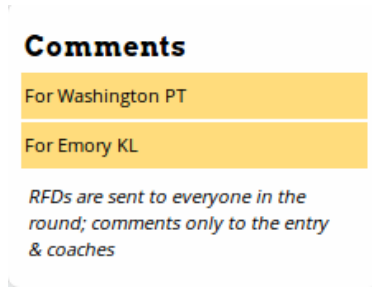 Comments
For Washington PT
For Emory KL
RFDs are sent to everyone in the
round; comments only to the entry
& coaches